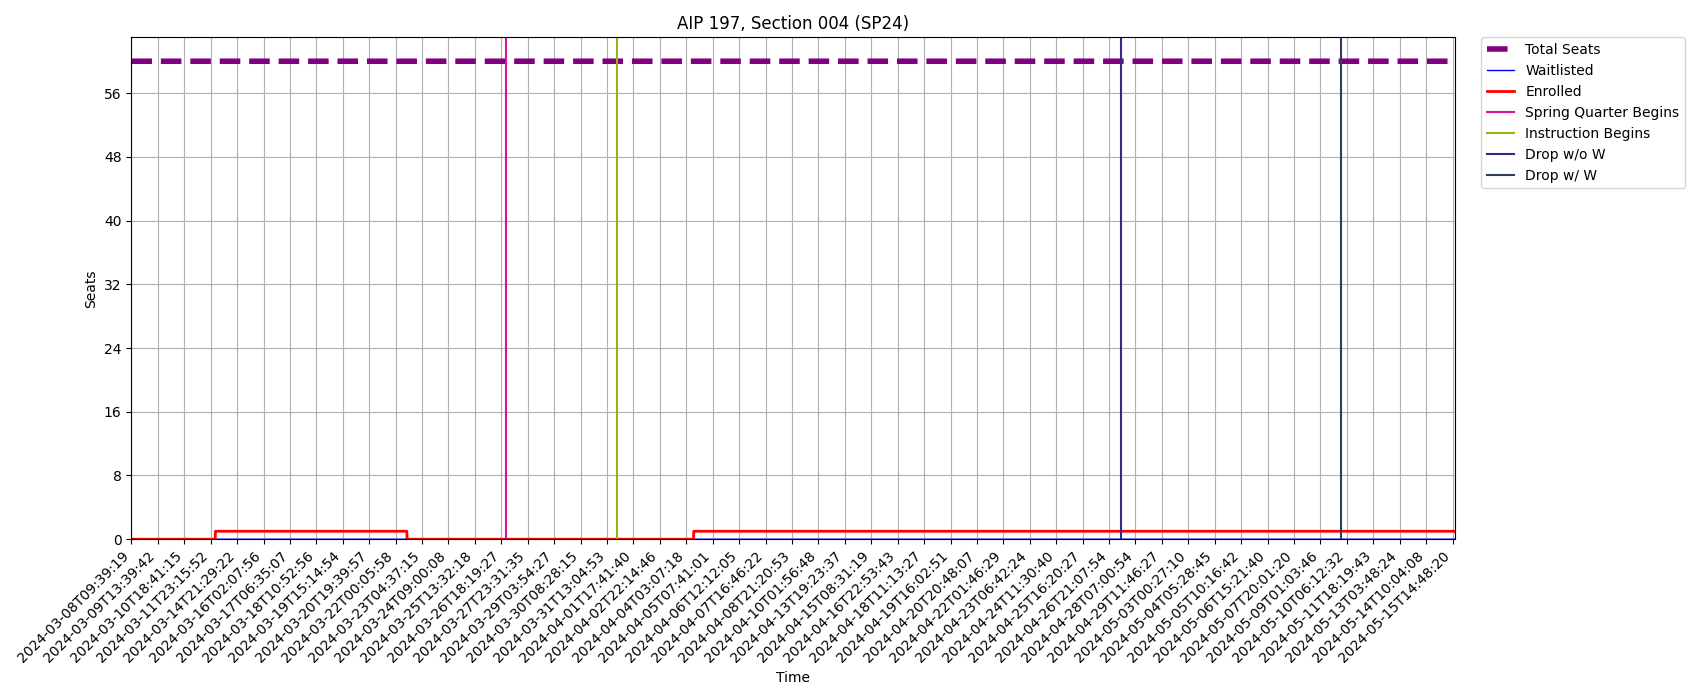 AIP 197, Section 004 (SP24)
Total Seats
Waitlisted
Enrolled
Spring Quarter Begins
Instruction Begins
Drop w/o W
Drop w/ W
Seats
56
48
40
32
24
16
8
0
2024-03-08T09:39:19
2024-03-09T13:39:42
2024-03-10T18:41:15
2024-03-11T23:15:52
2024-03-14T21:29:22
2024-03-16T02:07:56
2024-03-17T06:35:07
2024-03-18T10:52:56
2024-03-19T15:14:54
2024-03-20T19:39:57
2024-03-22T00:05:58
2024-03-23T04:37:15
2024-03-24T09:00:08
2024-03-25T13:32:18
2024-03-26T18:19:27
2024-03-27T23:31:35
2024-03-29T03:54:27
2024-03-30T08:28:15
2024-03-31T13:04:53
2024-04-01T17:41:40
2024-04-02T22:14:46
2024-04-04T03:07:18
2024-04-05T07:41:01
2024-04-06T12:12:05
2024-04-07T16:46:22
2024-04-08T21:20:53
2024-04-10T01:56:48
2024-04-13T19:23:37
2024-04-15T08:31:19
2024-04-16T22:53:43
2024-04-18T11:13:27
2024-04-19T16:02:51
2024-04-20T20:48:07
2024-04-22T01:46:29
2024-04-23T06:42:24
2024-04-24T11:30:40
2024-04-25T16:20:27
2024-04-26T21:07:54
2024-04-28T07:00:54
2024-04-29T11:46:27
2024-05-03T00:27:10
2024-05-04T05:28:45
2024-05-05T10:16:42
2024-05-06T15:21:40
2024-05-07T20:01:20
2024-05-09T01:03:46
2024-05-10T06:12:32
2024-05-11T18:19:43
2024-05-13T03:48:24
2024-05-14T10:04:08
2024-05-15T14:48:20
Time